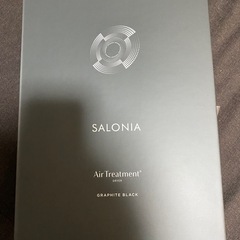 SALONIA
Air Treatment+
GRAPHITE BLACK